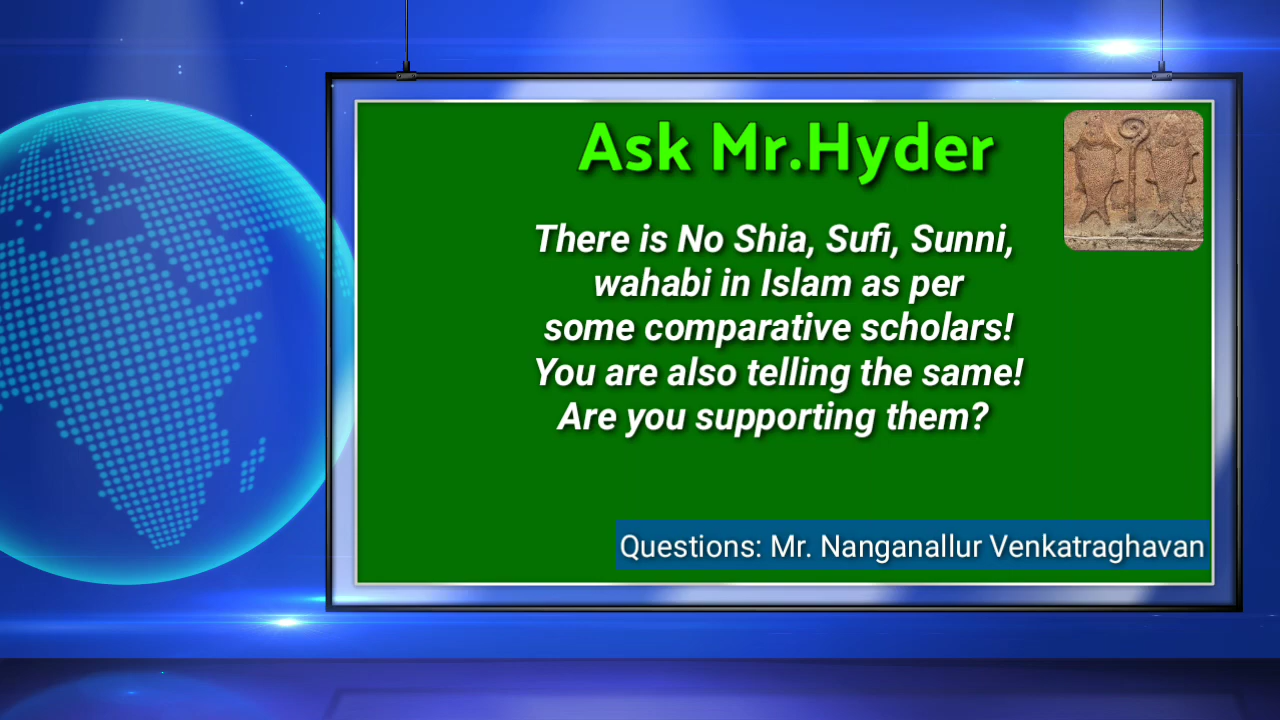 Ask Mr.Hyder
There is No Shia, Sufi, Sunni,
wahabi in Islam as per
some comparative scholars!
You are also telling the same!
Are you supporting them?
Questions: Mr. Nanganallur Venkatraghavan